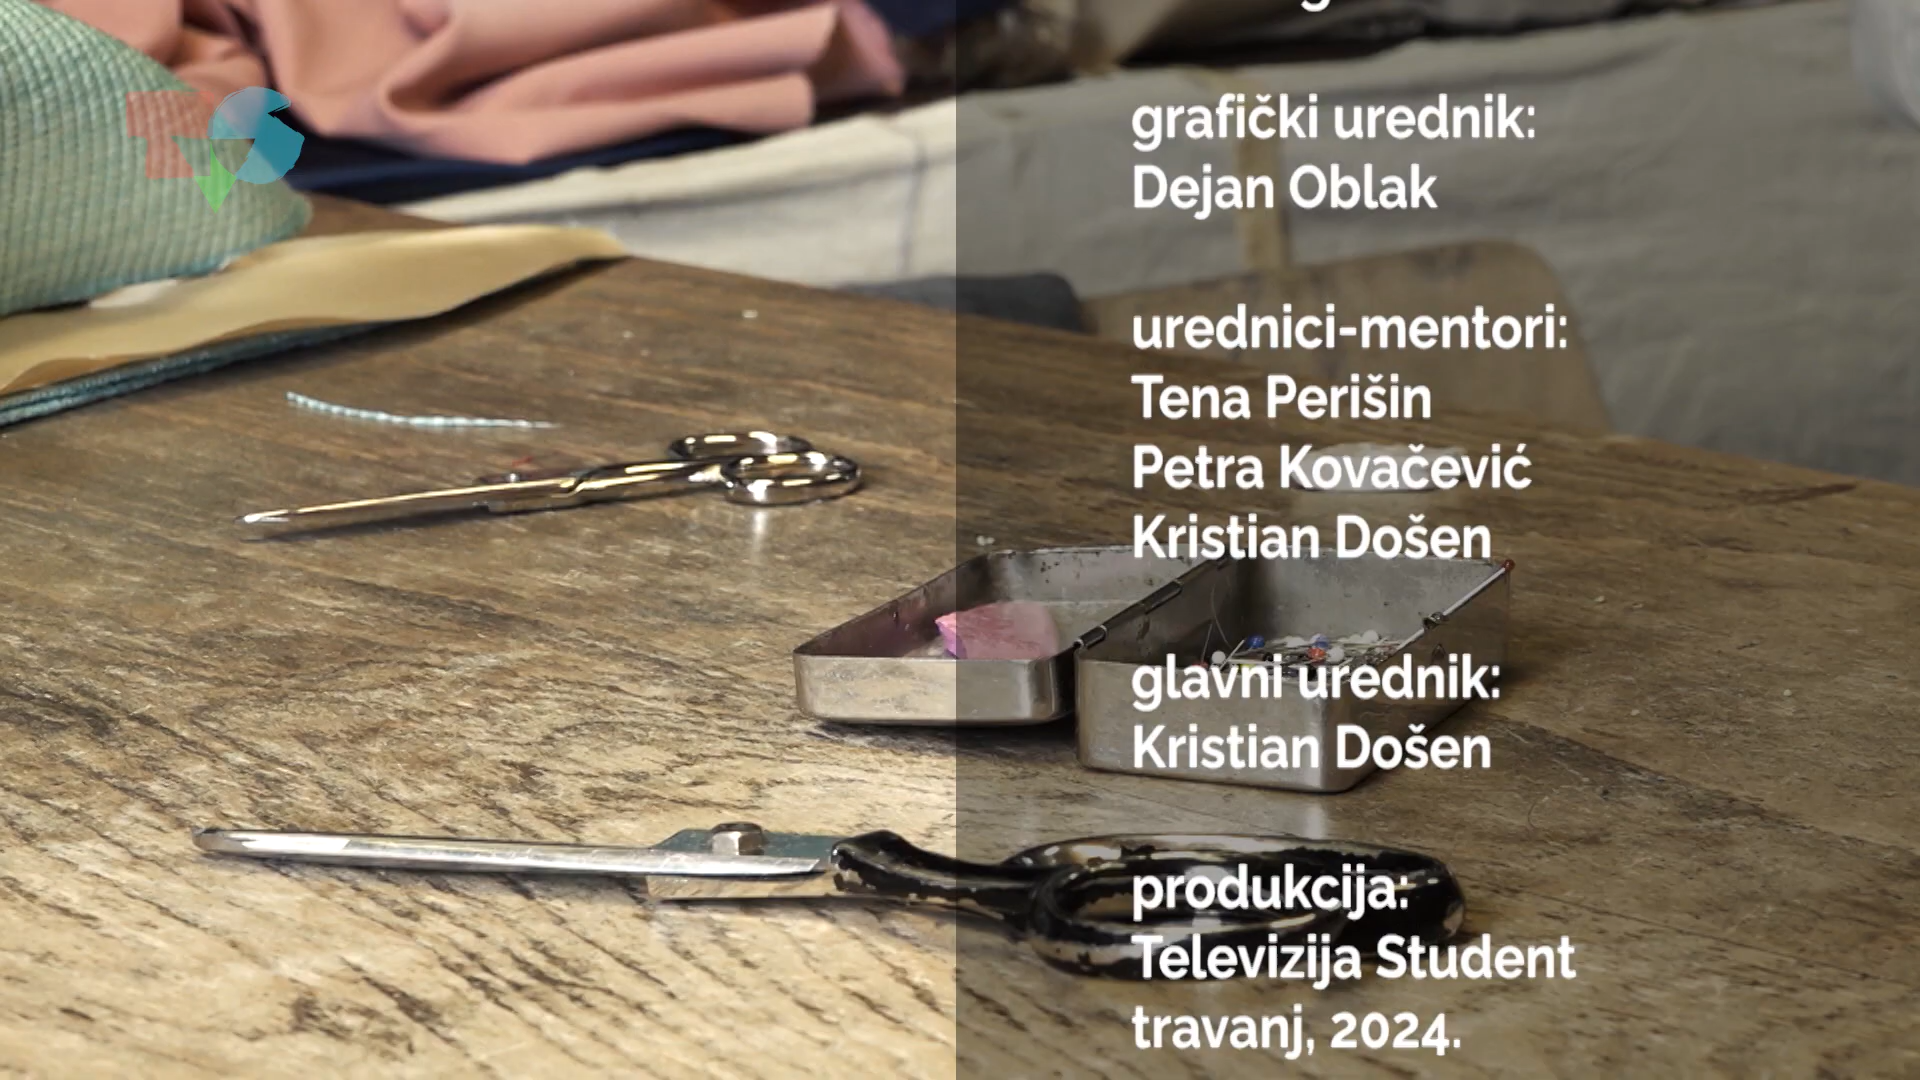 TVS
grafički urednik:
Dejan Oblak
urednici-mentori:
Tena Perišin
Petra Kovačević
Kristian Došen
glavni urednik:
Kristian Došen
produkcija:
Televizija Student
travanj, 2024.